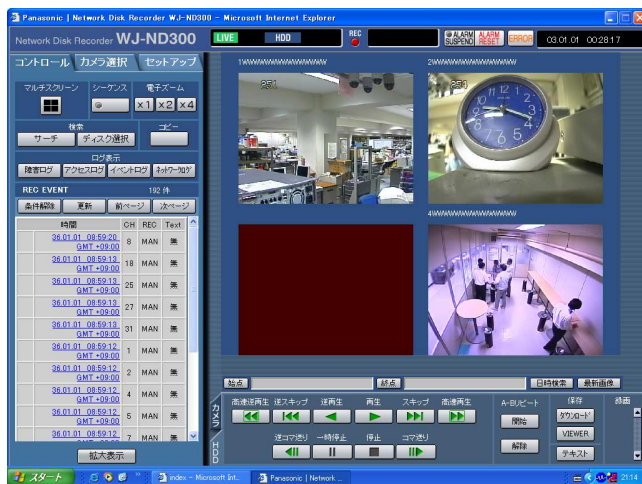 Panasonic | Network Disk Recorder WJ-ND300 - Microsoft Internet Explorer
Network Disk Recorder WJ-ND300
LIVE
HDD
REC
ALARM SUSPEND
ALARM RESET
ERROR
03.01.01 00:28:17
コントロール カメラ選択 セットアップ
マルチスクリーン シーケンス 電子ズーム
x1 x2 x4
検索 コピー
サーチ ディスク選択
ログ表示
障害ログ アクセスログ イベントログ ネットワークログ
REC EVENT 192 件
条件解除 更新 前ページ 次ページ
時間 CH REC Text
36.01.01 08:59:20 GMT +09:00 8 MAN 無
36.01.01 08:59:13 GMT +09:00 18 MAN 無
36.01.01 08:59:13 GMT +09:00 25 MAN 無
36.01.01 08:59:13 GMT +09:00 27 MAN 無
36.01.01 08:59:13 GMT +09:00 31 MAN 無
36.01.01 08:59:12 GMT +09:00 1 MAN 無
36.01.01 08:59:12 GMT +09:00 2 MAN 無
36.01.01 08:59:12 GMT +09:00 4 MAN 無
36.01.01 08:59:12 GMT +09:00 5 MAN 無
36.01.01 08:59:12 7 MAN 無
拡大表示
251
254
始点 終点 日時検索 最新画像
カメラ
HDD
高速逆再生 逆スキップ 逆再生 再生 スキップ 高速再生
逆コマ送り 一時停止 停止 コマ送り
A-Bリピート
開始
解除
保存
ダウンロード
VIEWER
テキスト
録画
スタート
index - Microsoft Int...
Panasonic | Network ...
21:14